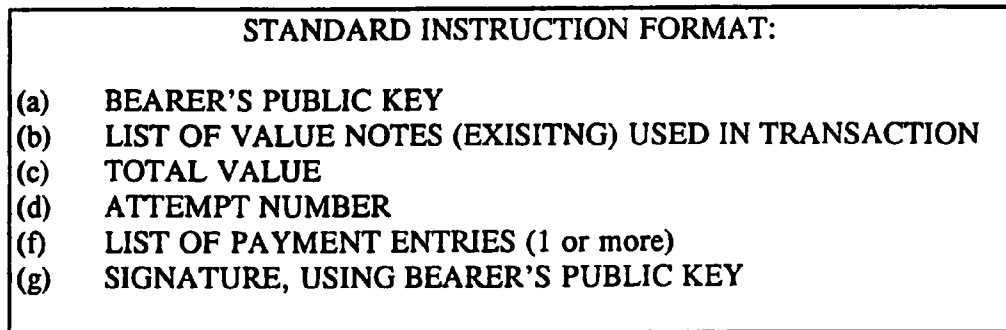 STANDARD INSTRUCTION FORMAT:
(a) BEARER'S PUBLIC KEY
(b) LIST OF VALUE NOTES (EXISITNG) USED IN TRANSACTION
(c) TOTAL VALUE
(d) ATTEMPT NUMBER
(f) LIST OF PAYMENT ENTRIES (1 or more)
(g) SIGNATURE, USING BEARER'S PUBLIC KEY